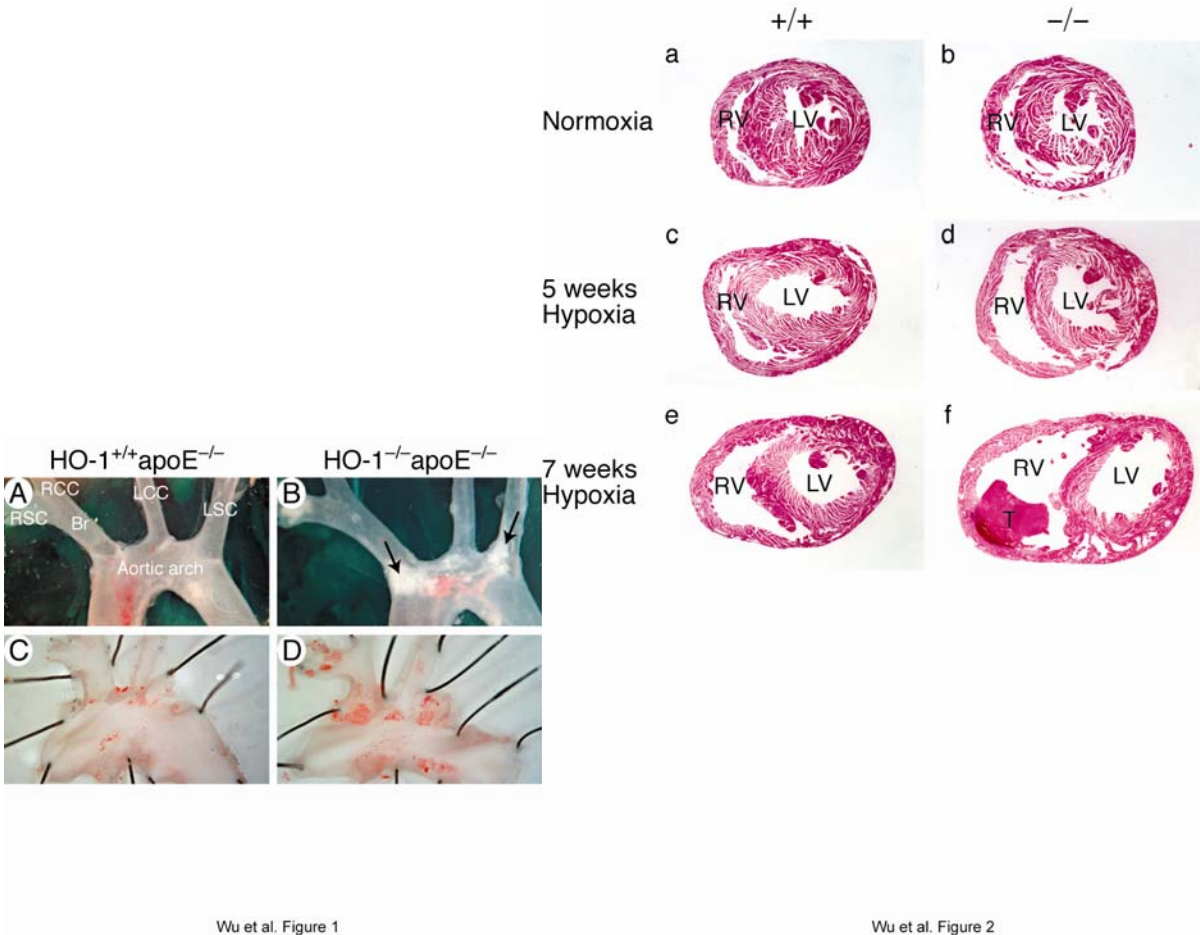 HO-1+/+apoE−/−
HO-1−/−apoE−/−
A
RCC
LCC
RSC
Br
LSC
Aortic arch
B
C
D
Wu et al. Figure 1
+/+
−/−
a
b
Normoxia
RV
LV
RV
LV
c
d
5 weeks
Hypoxia
RV
LV
RV
LV
e
f
7 weeks
Hypoxia
RV
LV
RV
LV
T
Wu et al. Figure 2